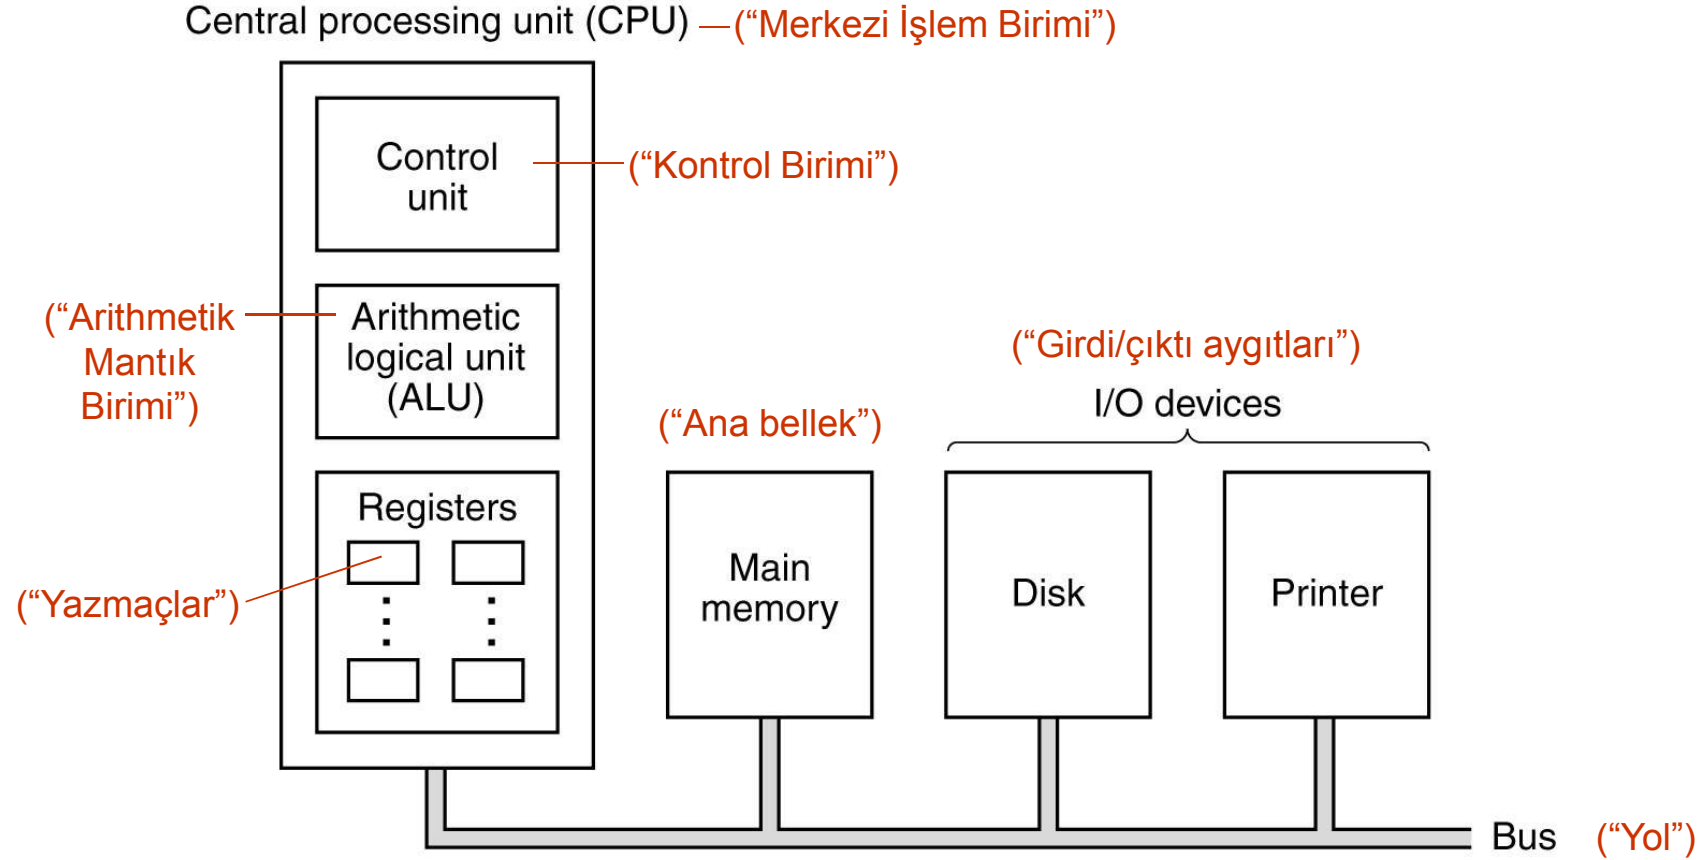 Central processing unit (CPU) (“Merkezi İşlem Birimi”)
Control
unit
(“Kontrol Birimi”)
(“Arithmetik
Mantık
Birimi”)
Arithmetic
logical unit
(ALU)
Registers
(“Yazmaçlar”)
(“Ana bellek”)
Main
memory
(“Girdi/çıktı aygıtları”)
I/O devices
Disk
Printer
Bus (“Yol”)